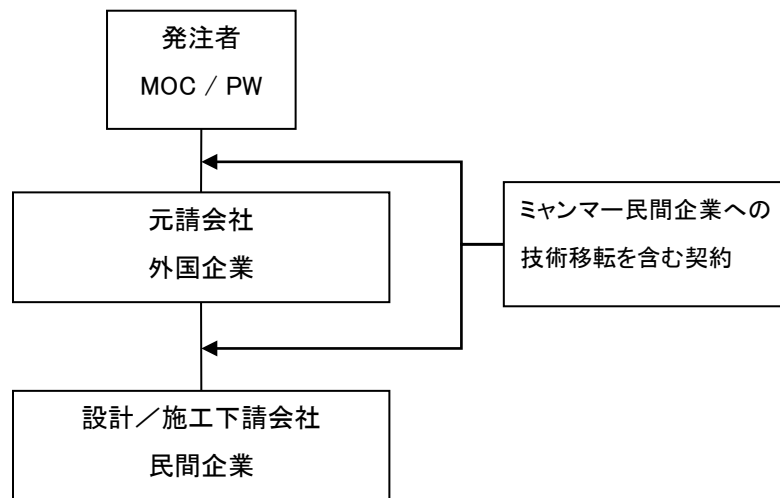 発注者
MOC / PW
元請会社
外国企業
ミャンマー民間企業への
技術移転を含む契約
設計／施工下請会社
民間企業